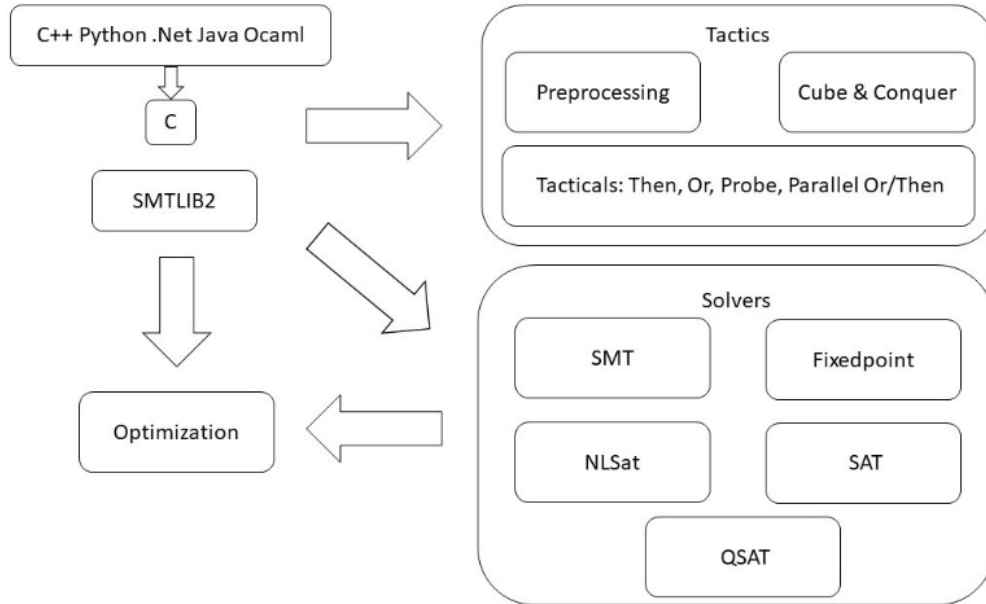 C++ Python .Net Java Ocaml
C
SMTLIB2
Optimization
Tactics
Preprocessing
Cube & Conquer
Tacticals: Then, Or, Probe, Parallel Or/Then
Solvers
SMT
Fixedpoint
NLSat
SAT
QSAT